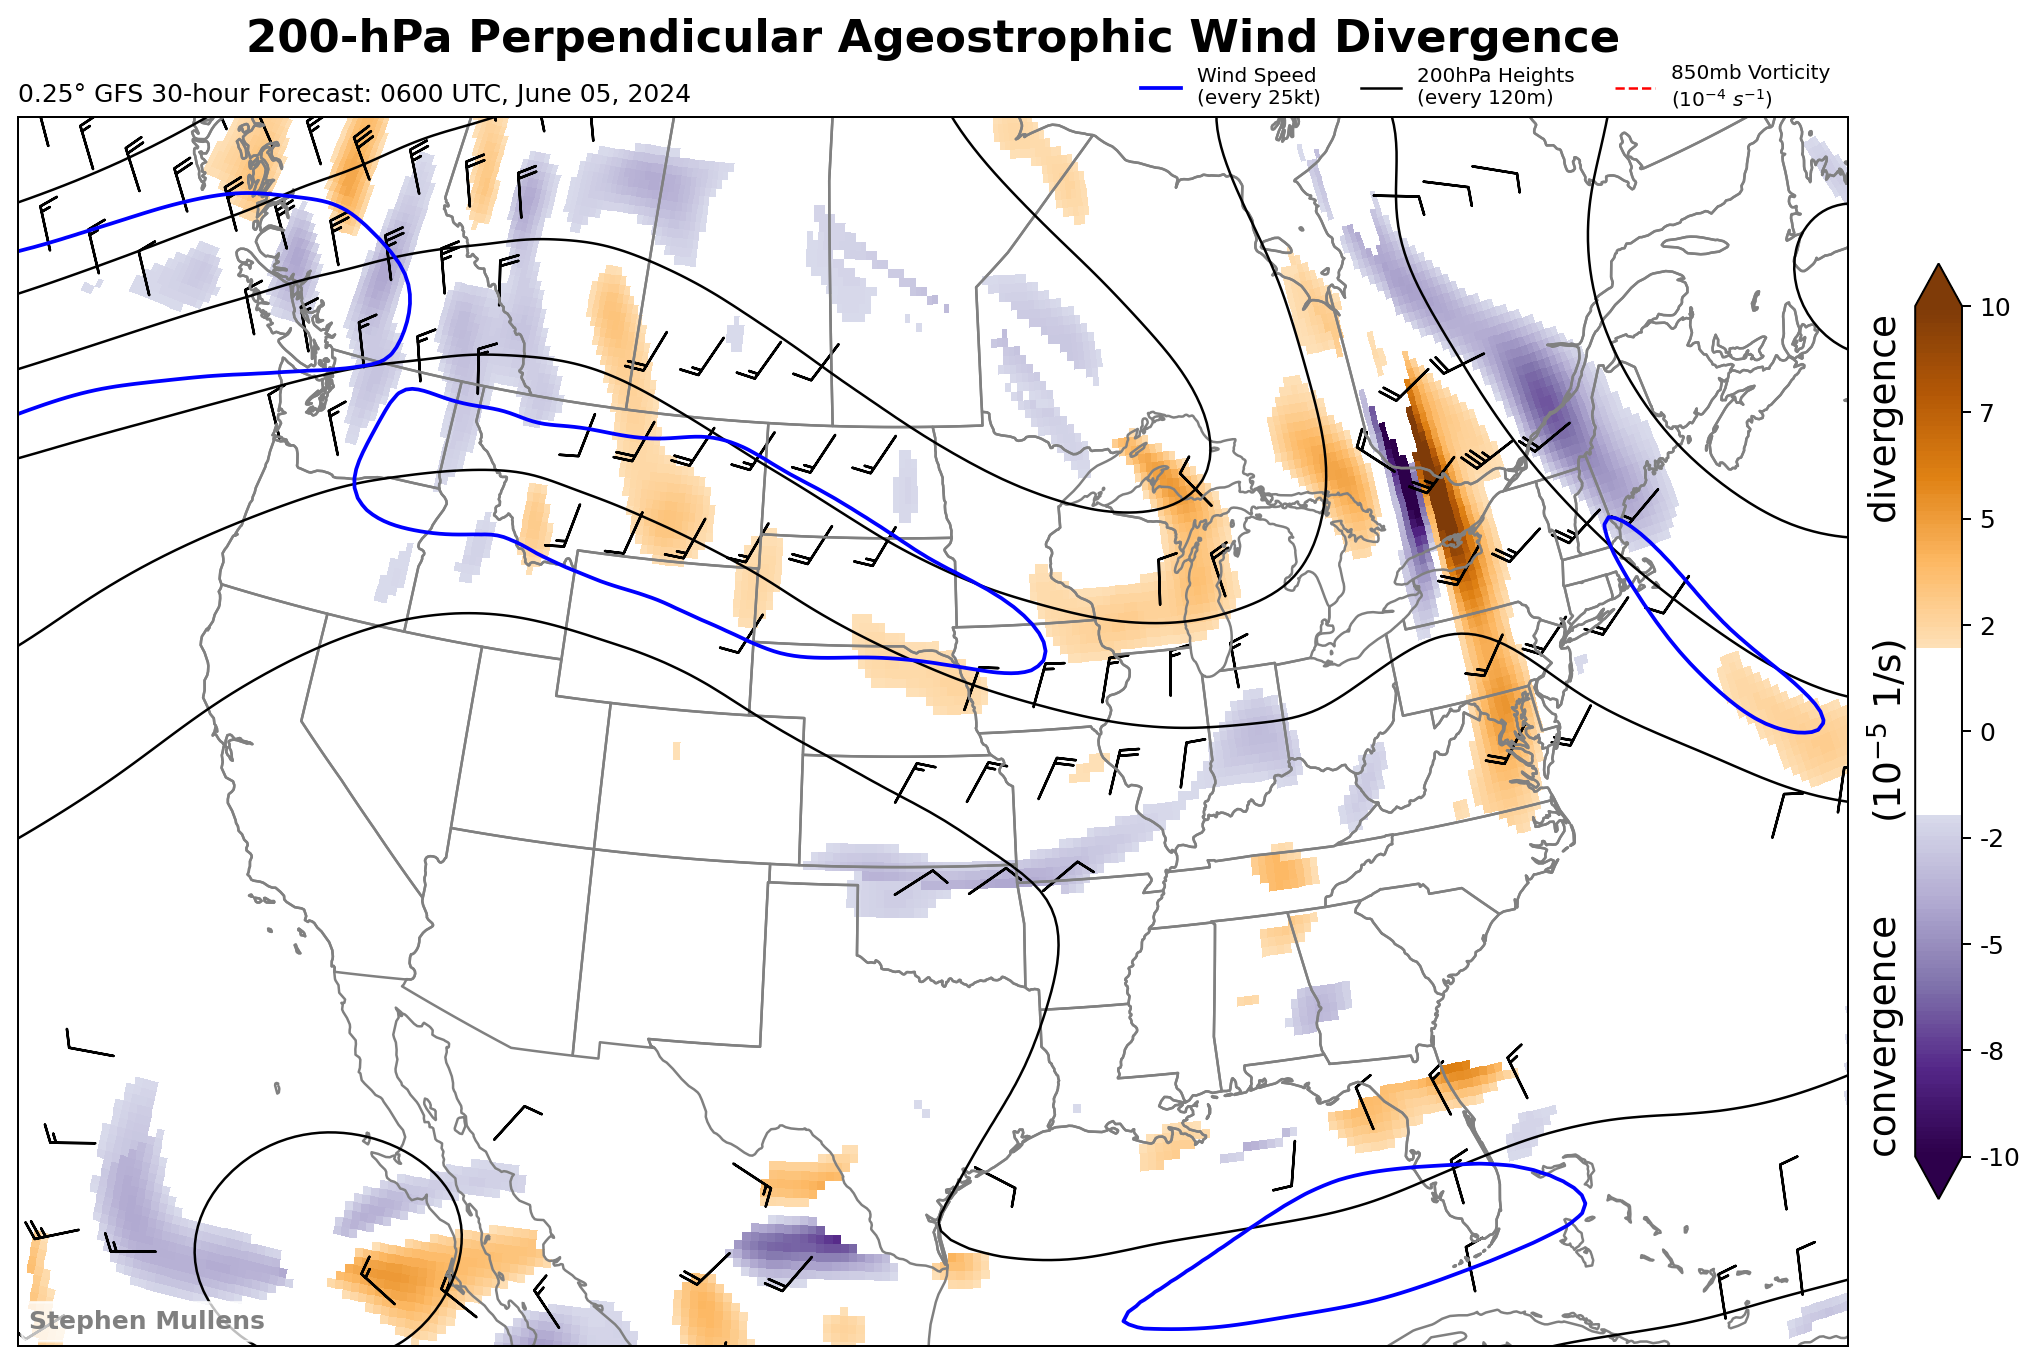 200-hPa Perpendicular Ageostrophic Wind Divergence
0.25° GFS 30-hour Forecast: 0600 UTC, June 05, 2024
Wind Speed
(every 25kt)
200hPa Heights
(every 120m)
850mb Vorticity
(10⁻⁴ s⁻¹)
10
7
5
2
0
-2
-5
-8
-10
convergence (10⁻⁵ 1/s) divergence
Stephen Mullens